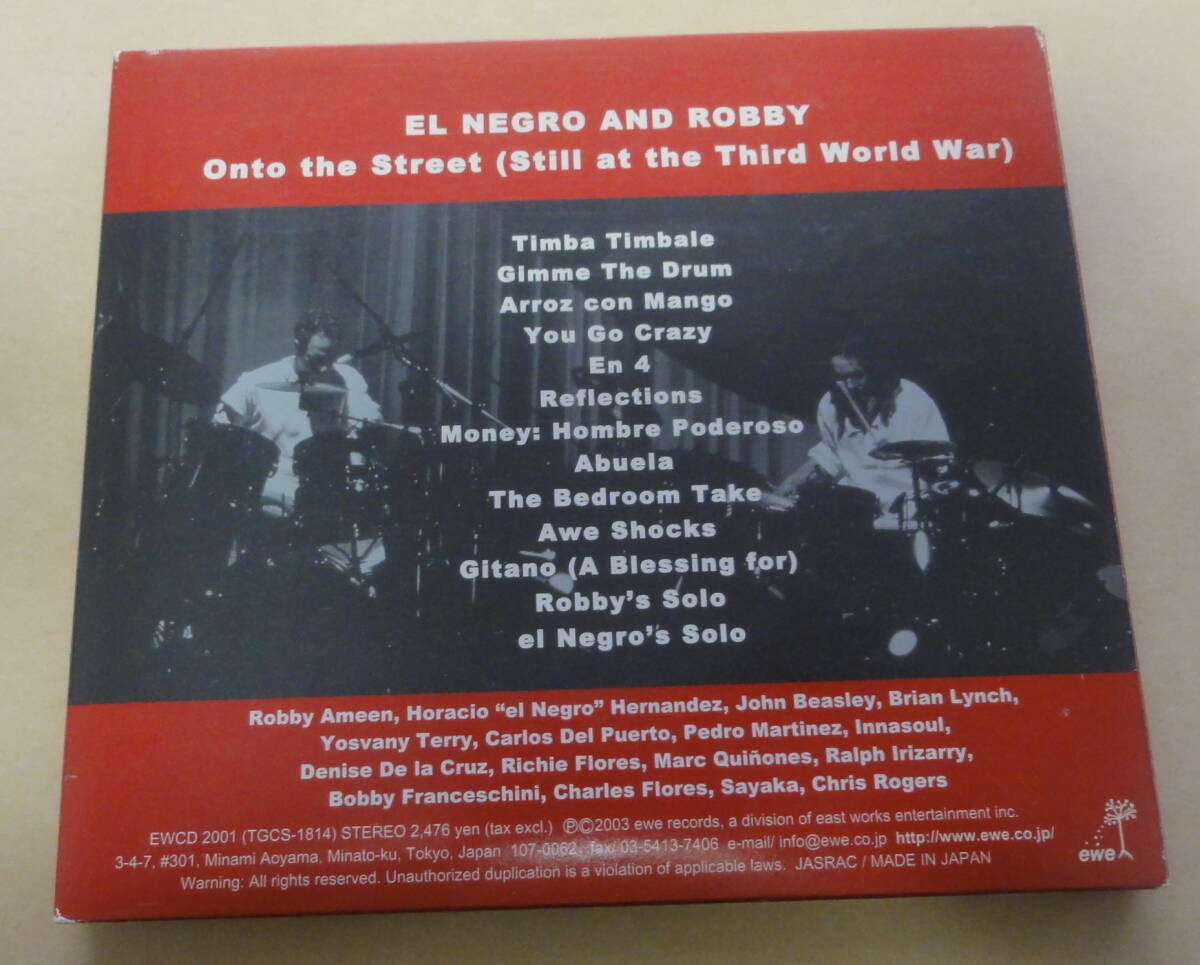 EL NEGRO AND ROBBY
Onto the Street (Still at the Third World War)
Timba Timbale
Gimme The Drum
Arroz con Mango
You Go Crazy
En 4
Reflections
Money: Hombre Poderoso
Abuela
The Bedroom Take
Awe Shocks
Gitano (A Blessing for)
Robby's Solo
el Negro's Solo
Robby Ameen, Horacio "el Negro" Hernandez, John Beasley, Brian Lynch,
Yosvany Terry, Carlos Del Puerto, Pedro Martinez, Innasoul,
Denise De la Cruz, Richie Flores, Marc Quiñones, Ralph Irizarry,
Bobby Franceschini, Charles Flores, Sayaka, Chris Rogers
EWCD 2001 (TGCS-1814) STEREO 2,476 yen (tax excl.) ℗©2003 ewe records, a division of east works entertainment inc.
3-4-7, #301, Minami Aoyama, Minato-ku, Tokyo, Japan 107-0062 fax/ 03-5413-7406 e-mail/ info@ewe.co.jp http://www.ewe.co.jp/
Warning: All rights reserved. Unauthorized duplication is a violation of applicable laws. JASRAC / MADE IN JAPAN
ewe